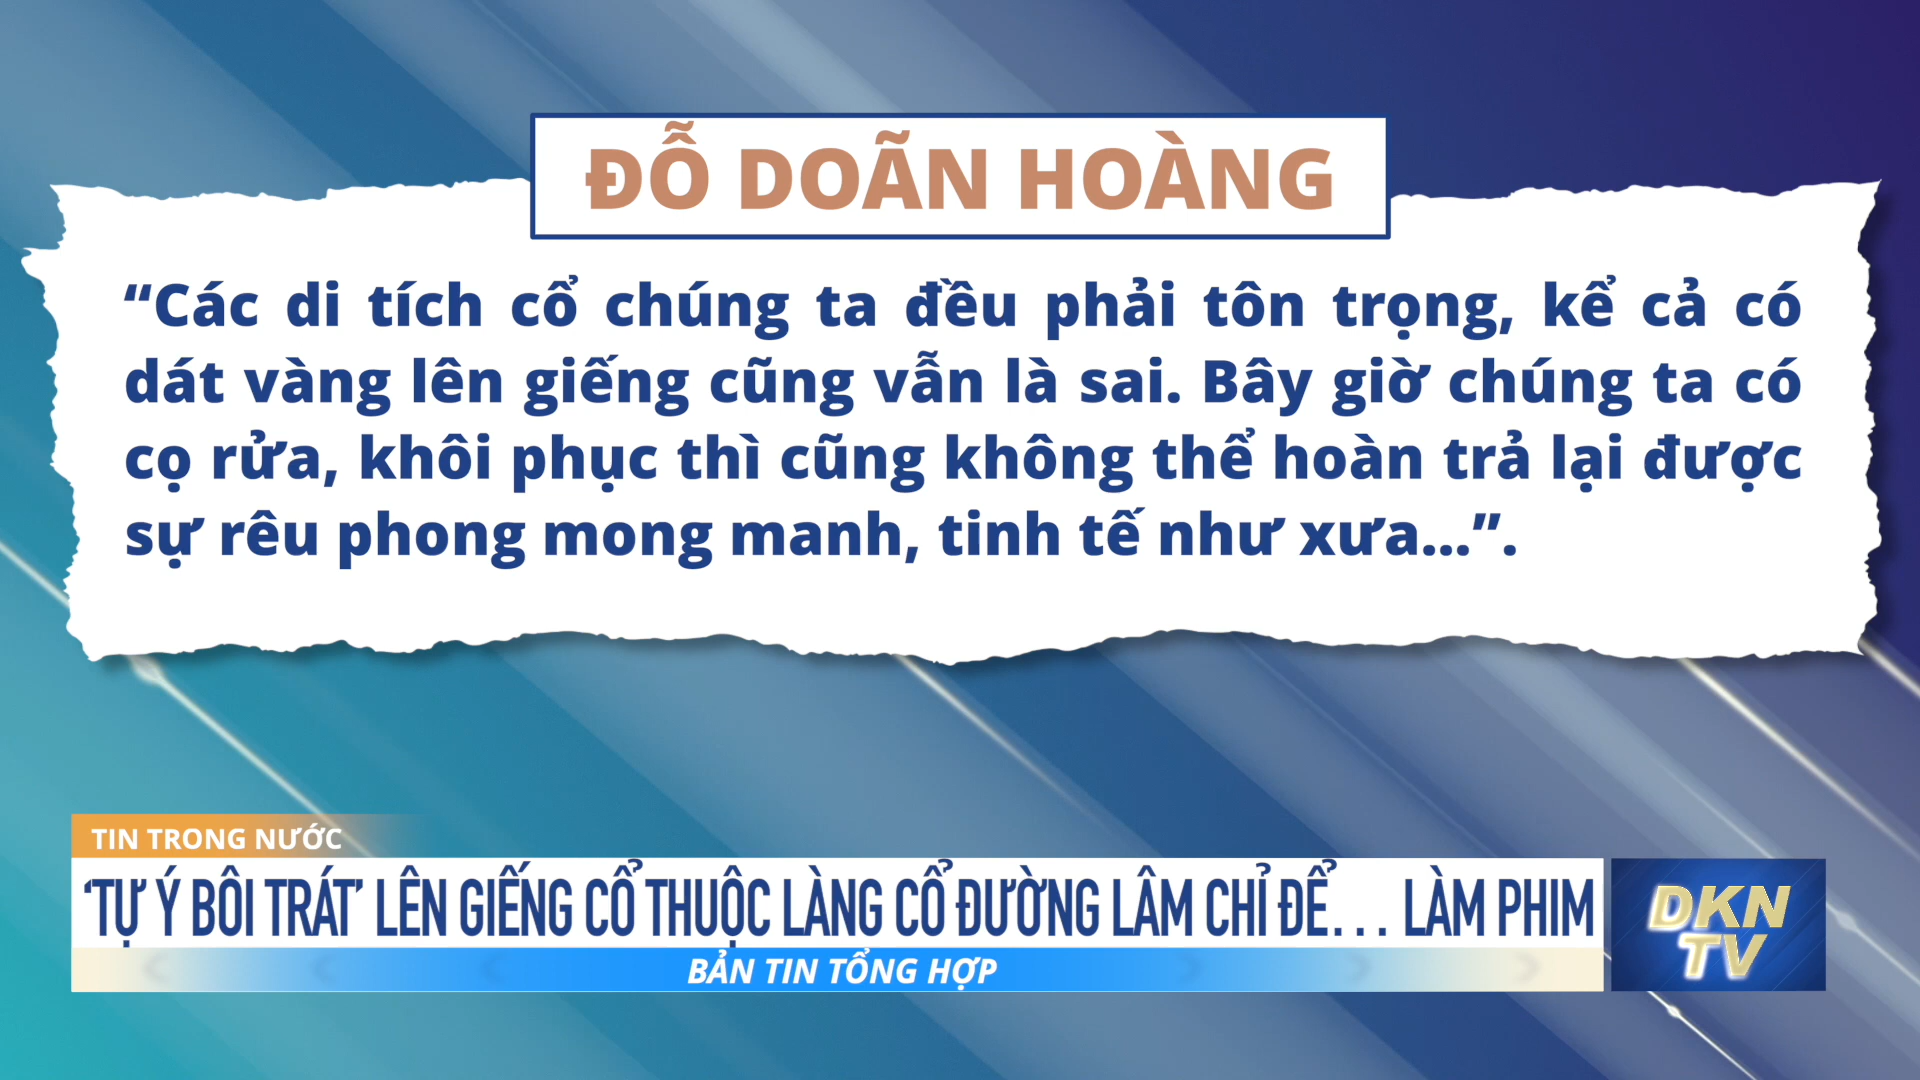 ĐỖ DOÃN HOÀNG
“Các di tích cổ chúng ta đều phải tôn trọng, kể cả có
dát vàng lên giếng cũng vẫn là sai. Bây giờ chúng ta có
cọ rửa, khôi phục thì cũng không thể hoàn trả lại được
sự rêu phong mong manh, tinh tế như xưa...”.
TIN TRONG NƯỚC
‘TỰ Ý BÔI TRÁT’ LÊN GIẾNG CỔ THUỘC LÀNG CỔ ĐƯỜNG LÂM CHỈ ĐỂ... LÀM PHIM
BẢN TIN TỔNG HỢP
DKN
TV